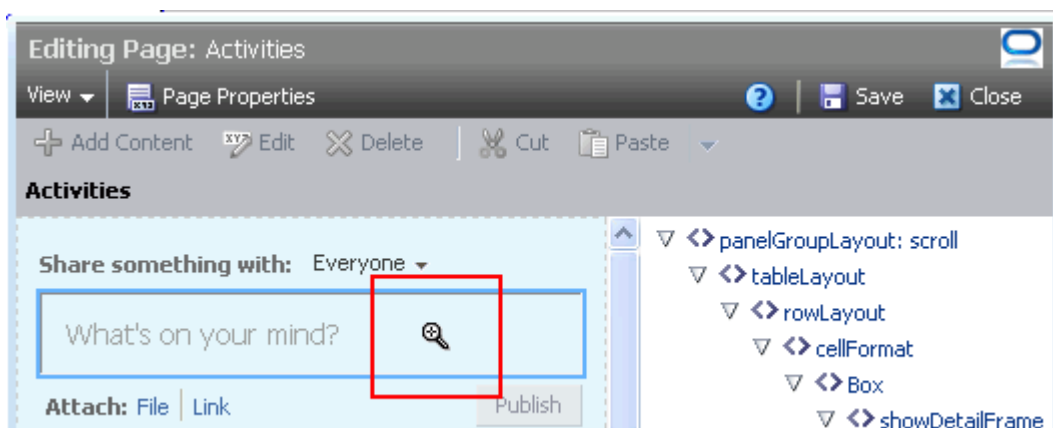 Editing Page: Activities
View Page Properties Save Close
Add Content Edit Delete Cut Paste
Activities
Share something with: Everyone
What's on your mind?
Attach: File Link Publish
<> panelGroupLayout: scroll
<> tableLayout
<> rowLayout
<> cellFormat
<> Box
<> showDetailFrame